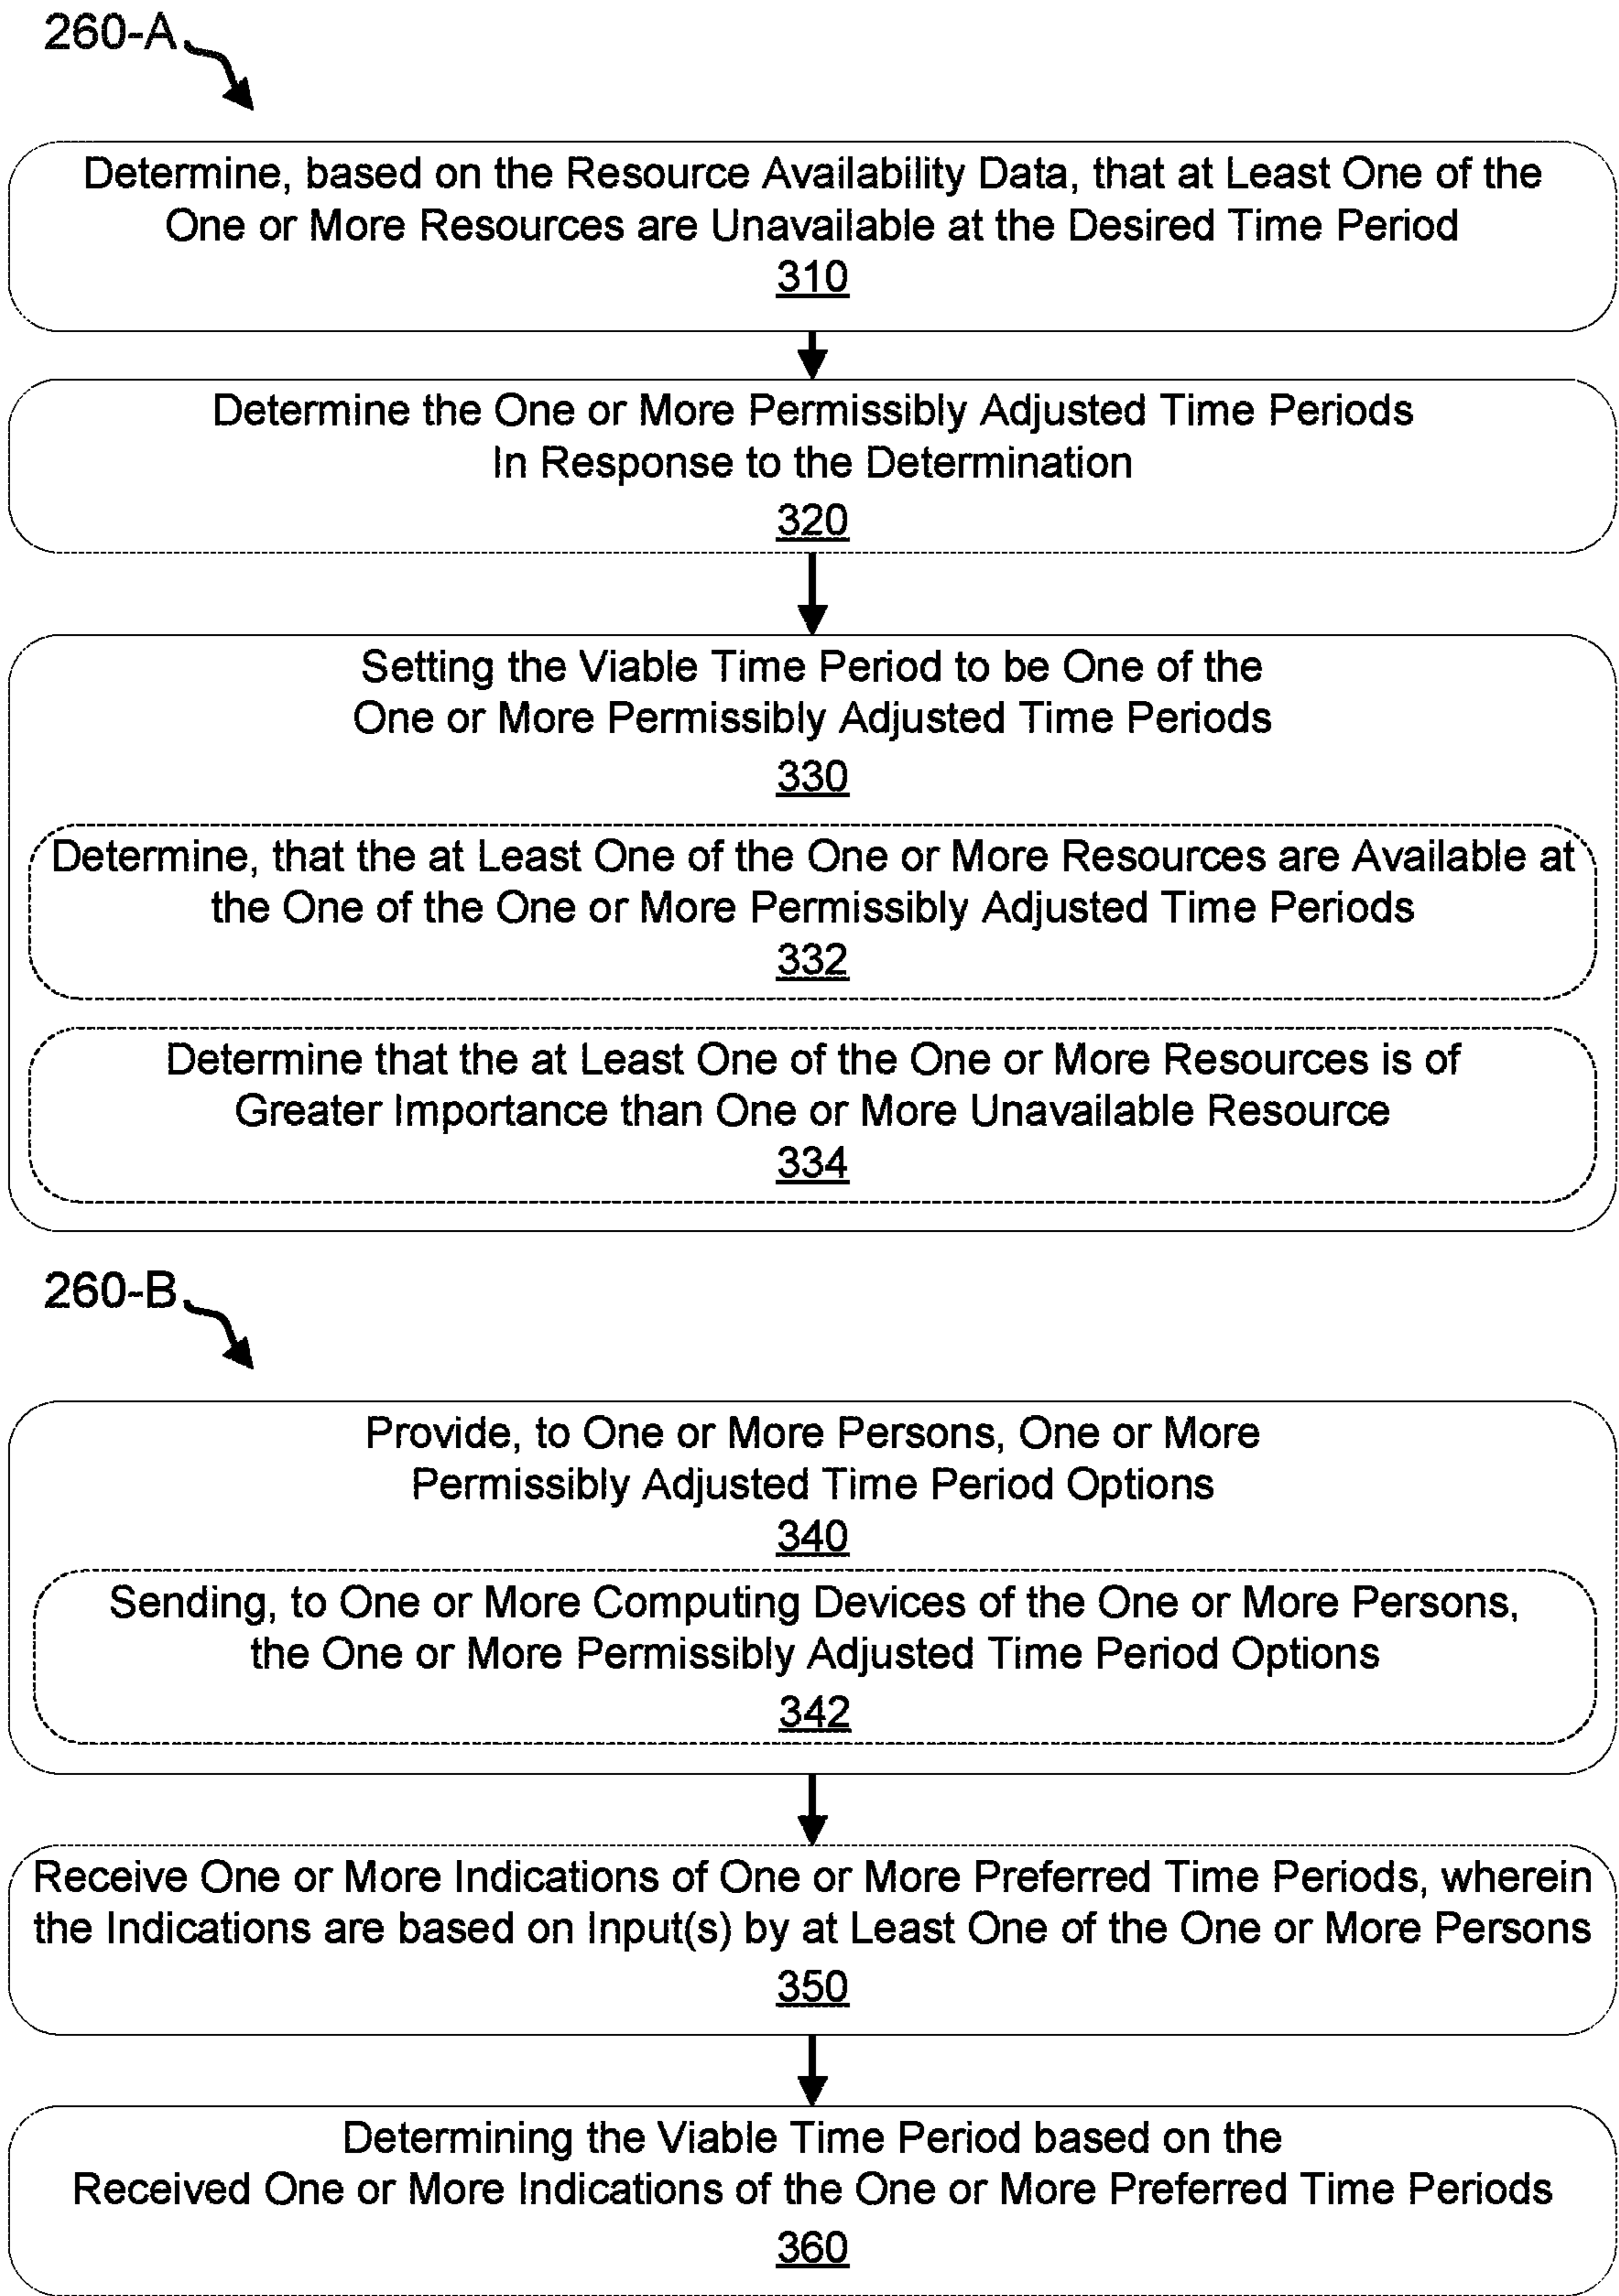 260-A
Determine, based on the Resource Availability Data, that at Least One of the
One or More Resources are Unavailable at the Desired Time Period
310
Determine the One or More Permissibly Adjusted Time Periods
In Response to the Determination
320
Setting the Viable Time Period to be One of the
One or More Permissibly Adjusted Time Periods
330
Determine, that the at Least One of the One or More Resources are Available at
the One of the One or More Permissibly Adjusted Time Periods
332
Determine that the at Least One of the One or More Resources is of
Greater Importance than One or More Unavailable Resource
334
260-B
Provide, to One or More Persons, One or More
Permissibly Adjusted Time Period Options
340
Sending, to One or More Computing Devices of the One or More Persons,
the One or More Permissibly Adjusted Time Period Options
342
Receive One or More Indications of One or More Preferred Time Periods, wherein
the Indications are based on Input(s) by at Least One of the One or More Persons
350
Determining the Viable Time Period based on the
Received One or More Indications of the One or More Preferred Time Periods
360